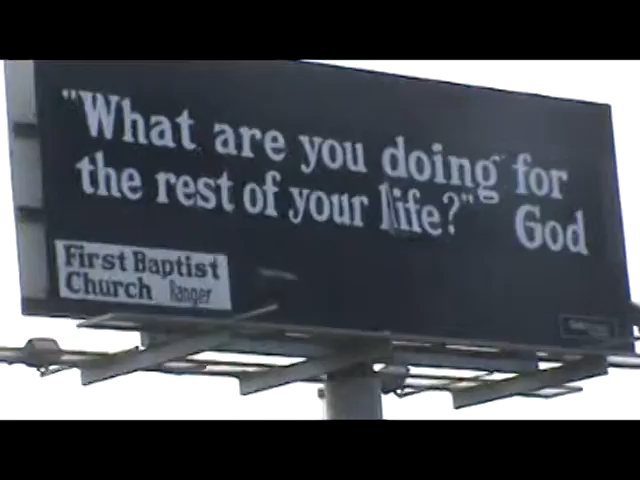 "What are you doing for
the rest of your life?" God
First Baptist
Church Ranger